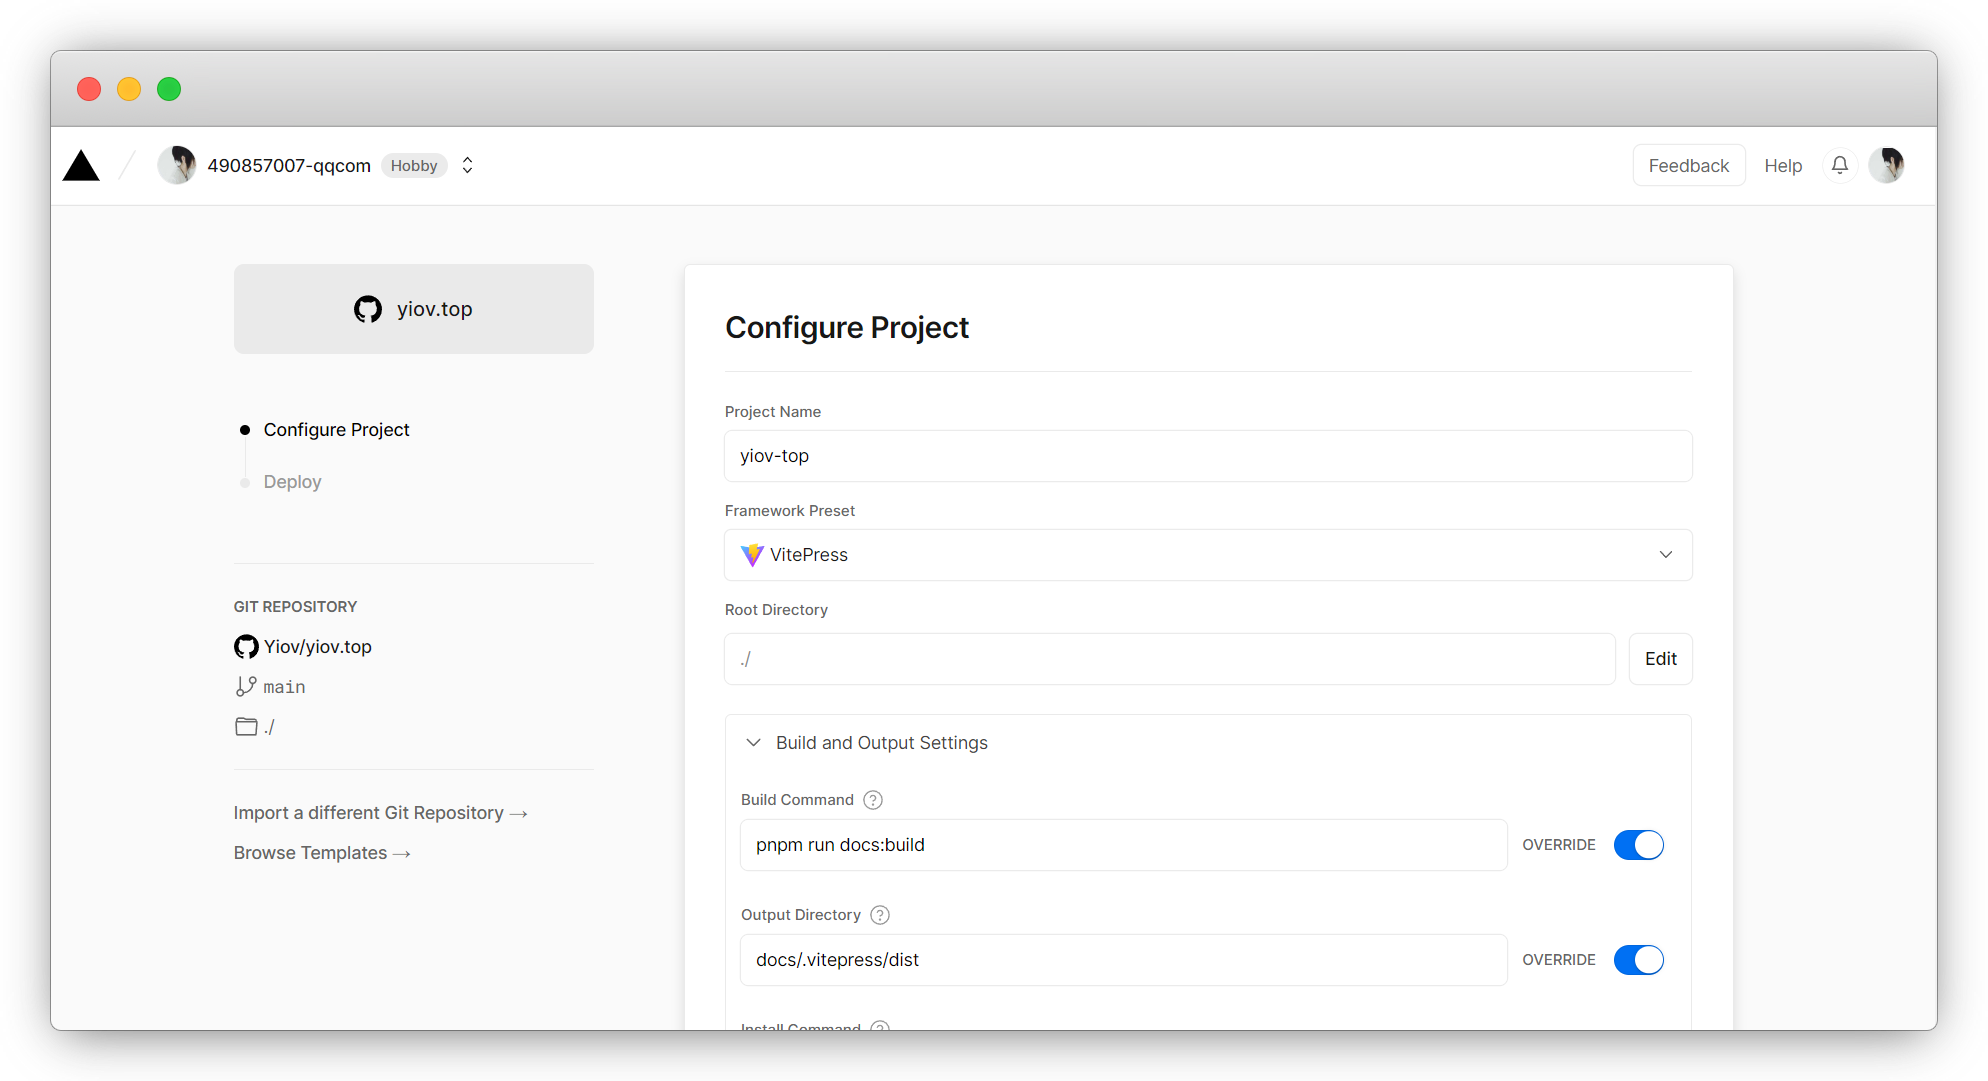 490857007-qqcom Hobby
Feedback Help
yiov.top
Configure Project
Deploy
GIT REPOSITORY
Yiov/yiov.top
main
./
Import a different Git Repository →
Browse Templates →
Configure Project
Project Name
yiov-top
Framework Preset
VitePress
Root Directory
./
Edit
Build and Output Settings
Build Command ?
pnpm run docs:build
OVERRIDE
Output Directory ?
docs/.vitepress/dist
OVERRIDE
Install Command ?